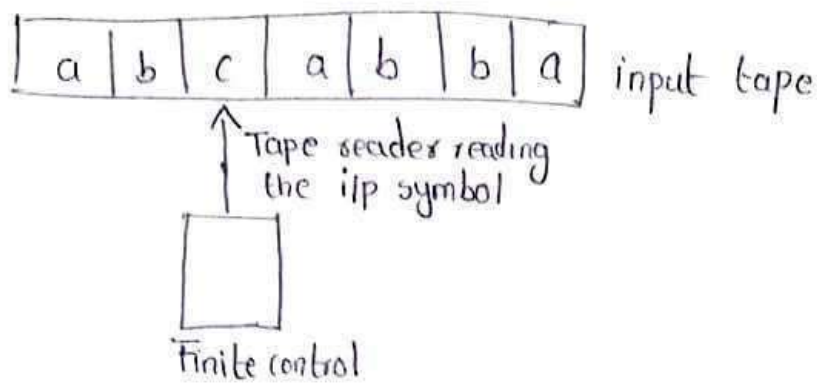 a b c a b b a input tape
Tape reader reading
the i/p symbol
Finite control